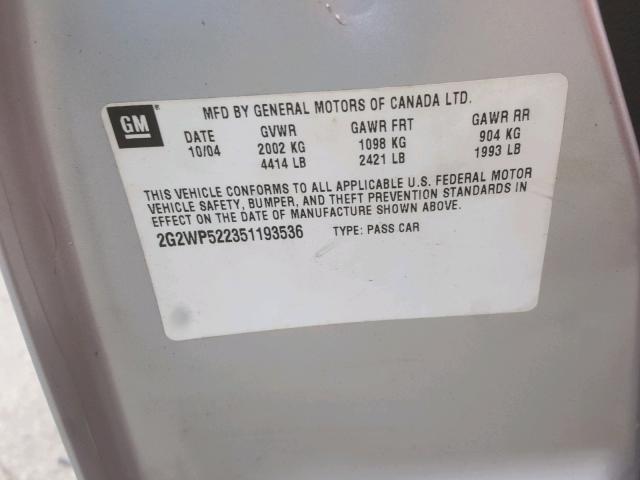 GM
MFD BY GENERAL MOTORS OF CANADA LTD.
DATE GVWR GAWR FRT GAWR RR
10/04 2002 KG 1098 KG 904 KG
4414 LB 2421 LB 1993 LB
THIS VEHICLE CONFORMS TO ALL APPLICABLE U.S. FEDERAL MOTOR
VEHICLE SAFETY, BUMPER, AND THEFT PREVENTION STANDARDS IN
EFFECT ON THE DATE OF MANUFACTURE SHOWN ABOVE.
2G2WP522351193536 TYPE: PASS CAR